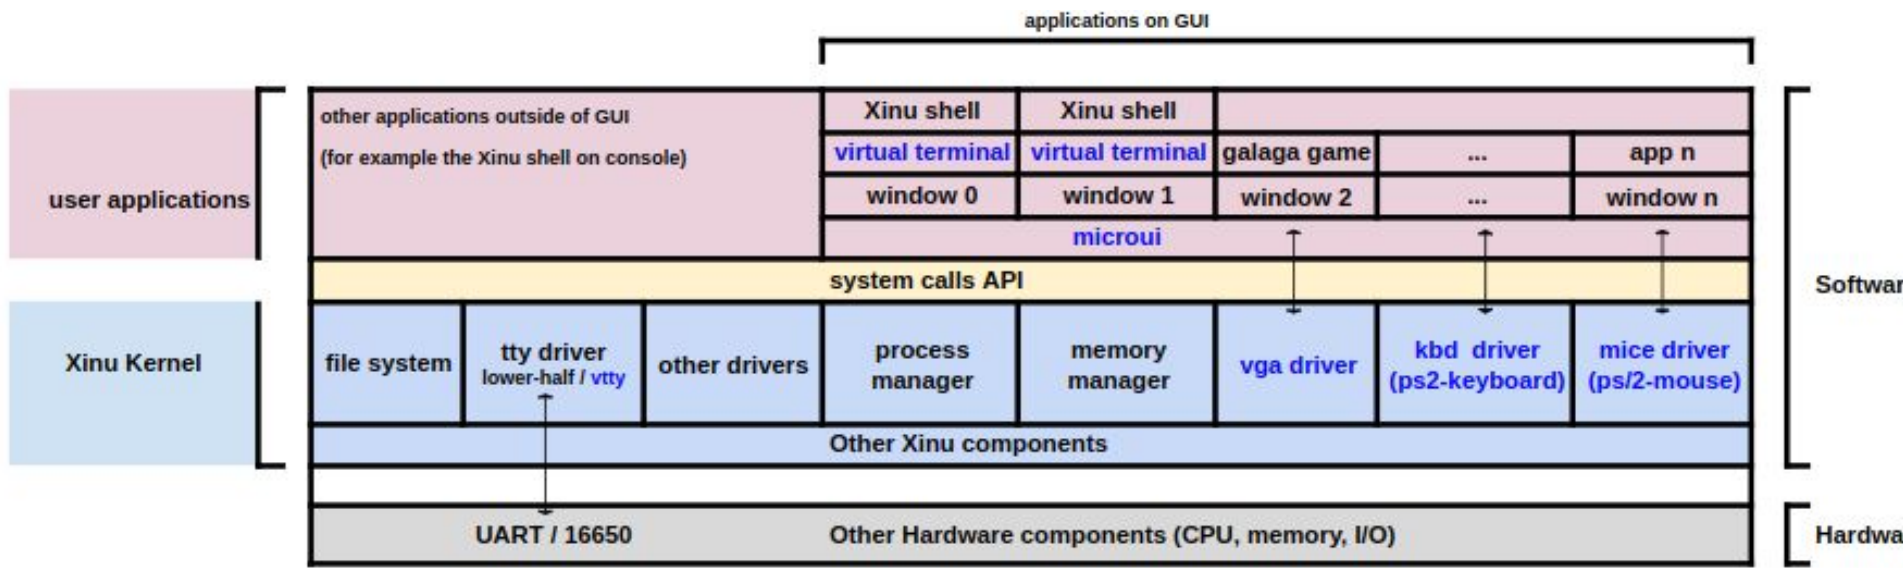 applications on GUI
other applications outside of GUI
(for example the Xinu shell on console)
Xinu shell
Xinu shell
virtual terminal
virtual terminal
galaga game
...
app n
user applications
window 0
window 1
window 2
...
window n
microui
system calls API
Softwar
Xinu Kernel
file system
tty driver
lower-half / vtty
other drivers
process
manager
memory
manager
vga driver
kbd driver
(ps2-keyboard)
mice driver
(ps/2-mouse)
Other Xinu components
UART / 16650
Other Hardware components (CPU, memory, I/O)
Hardwa